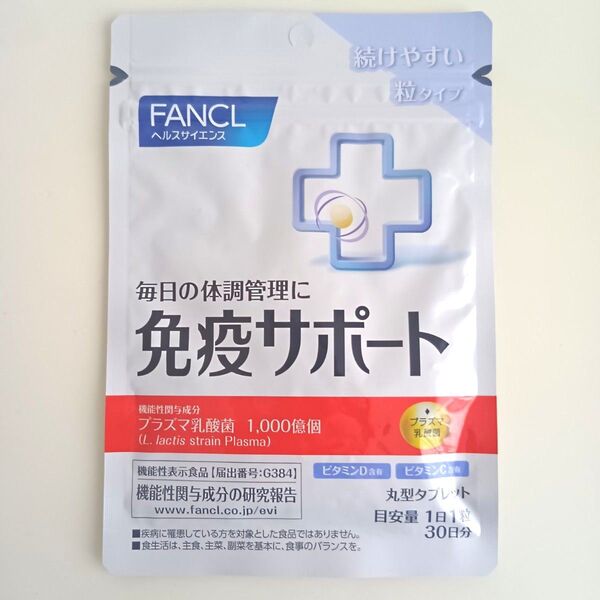 続けやすい
粒タイプ
FANCL
ヘルスサイエンス
毎日の体調管理に
免疫サポート
機能性関与成分
プラズマ乳酸菌 1,000億個
(L. lactis strain Plasma)
プラズマ
乳酸菌
機能性表示食品【届出番号:G384】
機能性関与成分の研究報告
www.fancl.co.jp/evi
ビタミンD含有 ビタミンC含有
丸型タブレット
目安量 1日1粒
30日分
■疾病に罹患している方を対象とした食品ではありません。
■食生活は、主食、主菜、副菜を基本に、食事のバランスを。